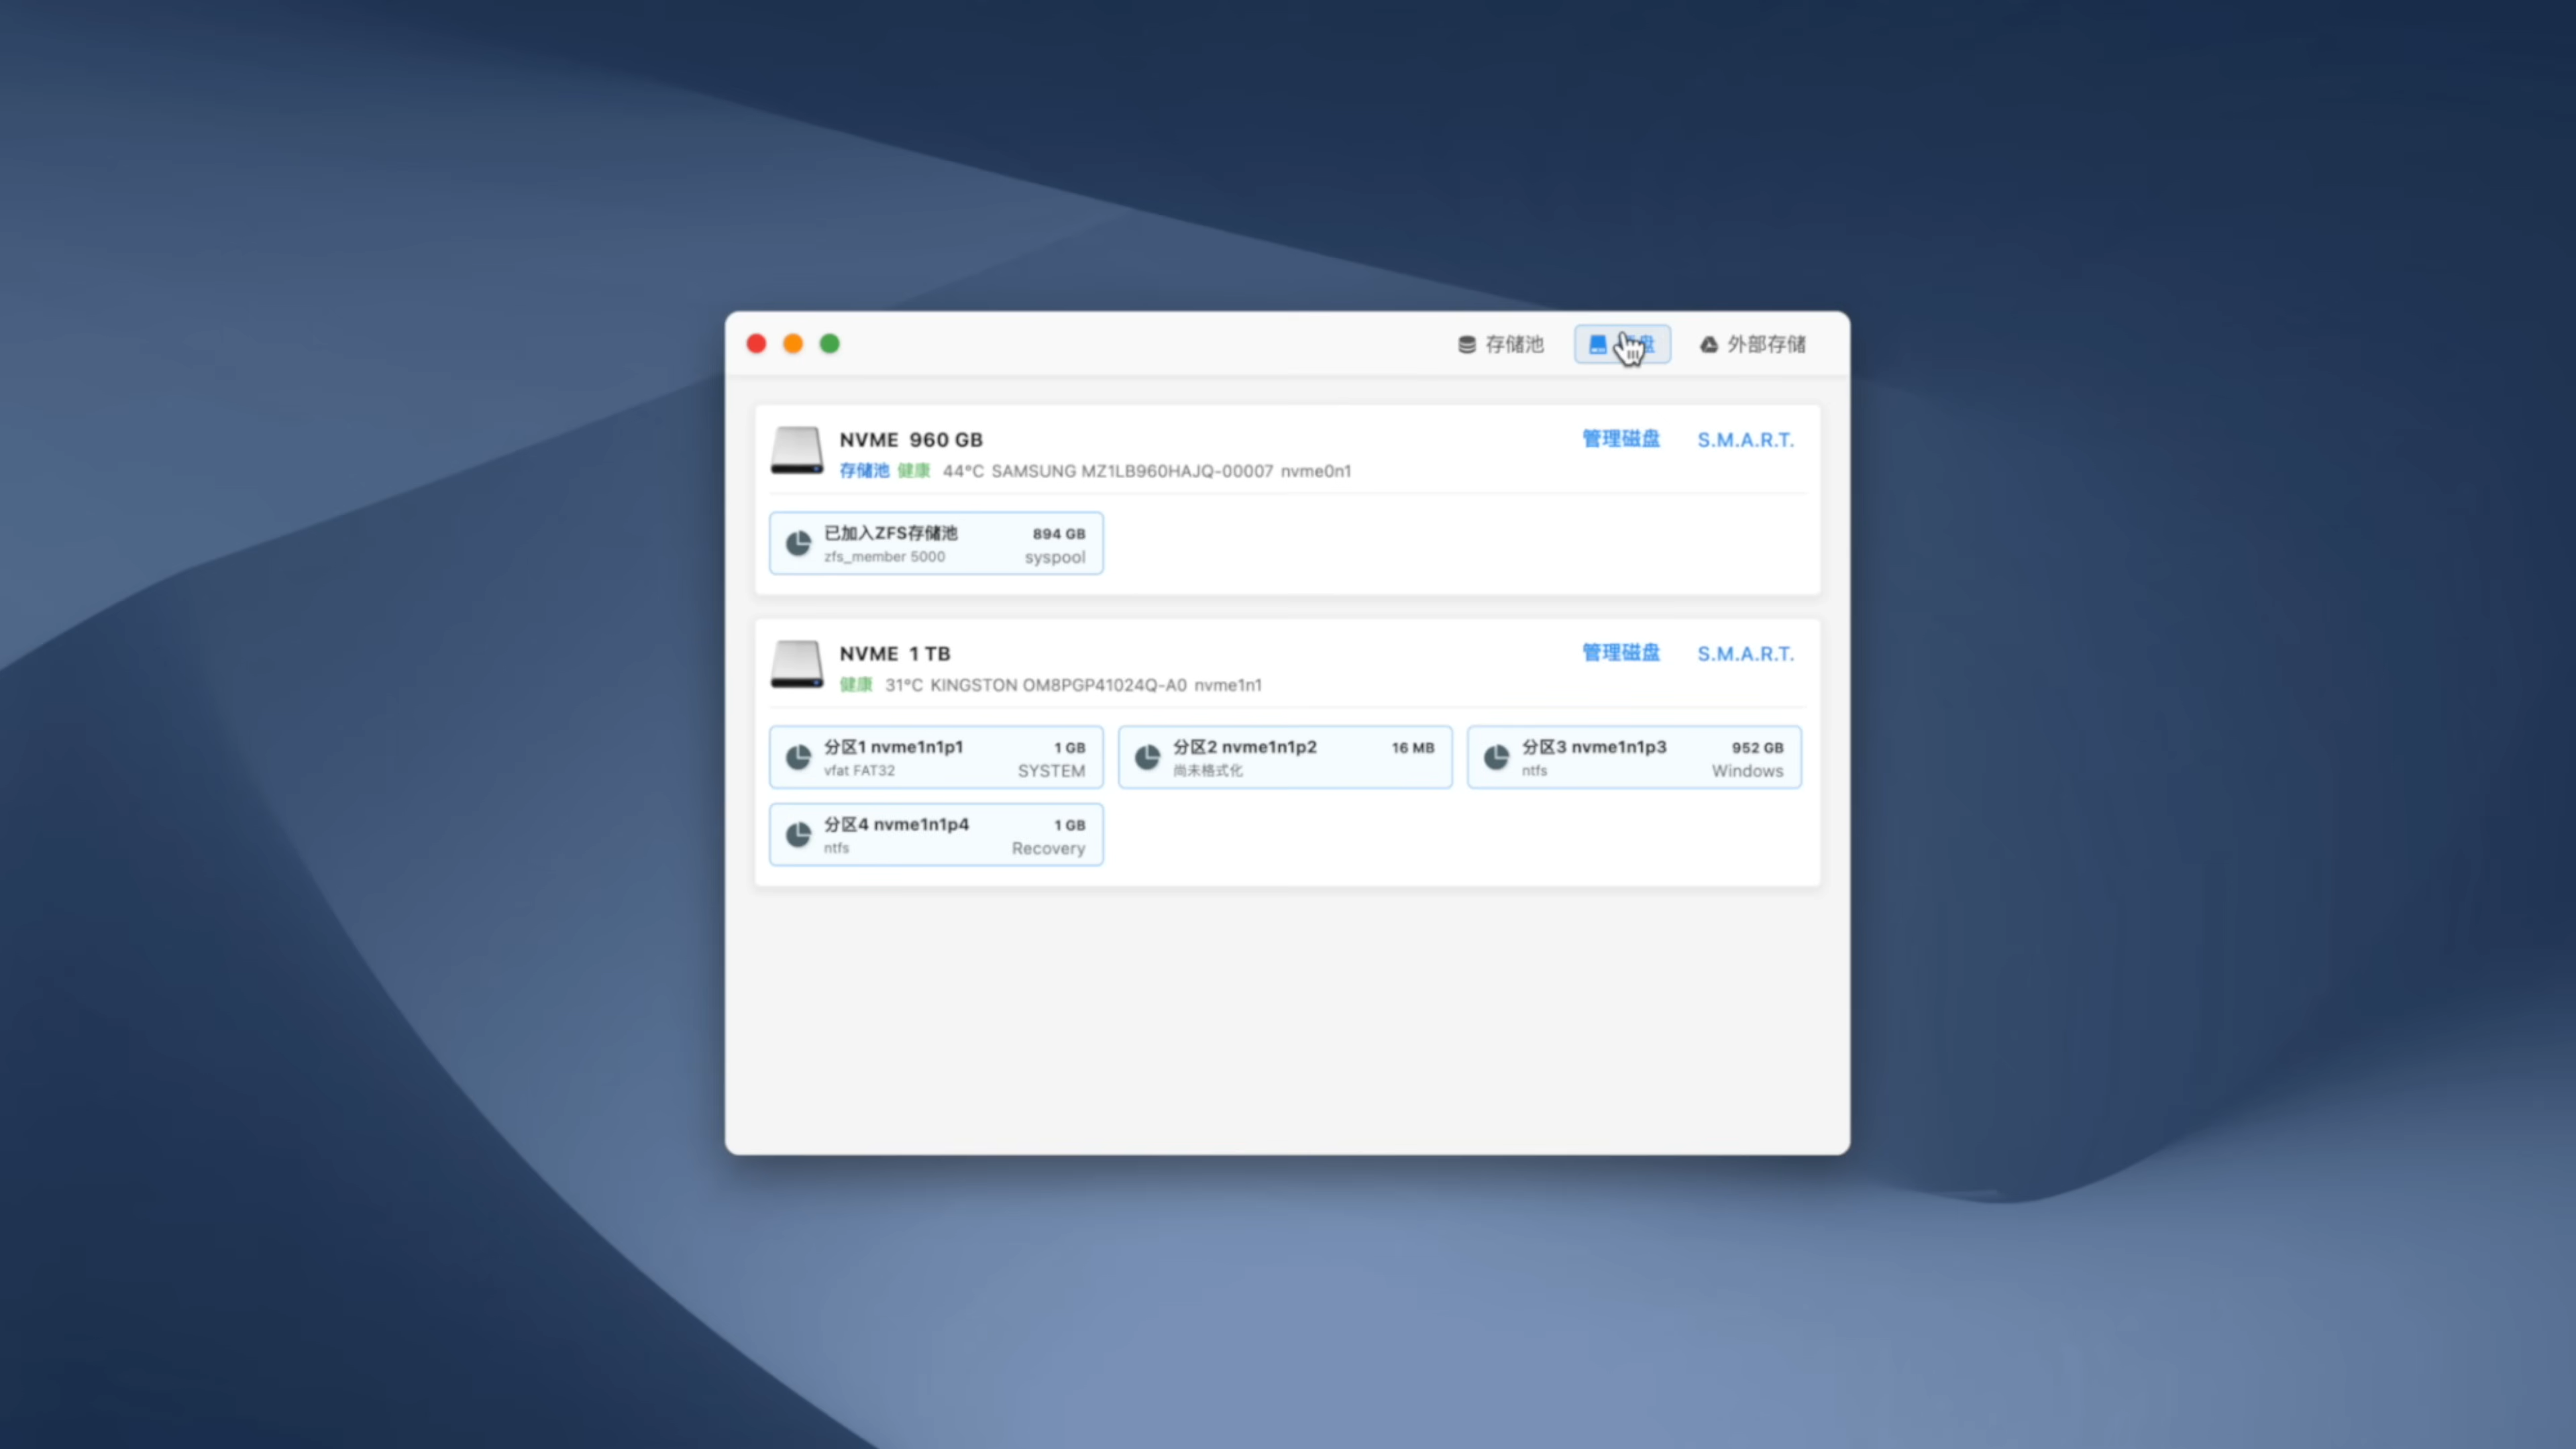 存储池 盘 外部存储
NVME 960 GB 管理磁盘 S.M.A.R.T.
存储池 健康 44°C SAMSUNG MZ1LB960HAJQ-00007 nvme0n1
已加入ZFS存储池 894 GB
zfs_member 5000 syspool
NVME 1 TB 管理磁盘 S.M.A.R.T.
健康 31°C KINGSTON OM8PGP41024Q-A0 nvme1n1
分区1 nvme1n1p1 1 GB
vfat FAT32 SYSTEM
分区2 nvme1n1p2 16 MB
尚未格式化
分区3 nvme1n1p3 952 GB
ntfs Windows
分区4 nvme1n1p4 1 GB
ntfs Recovery